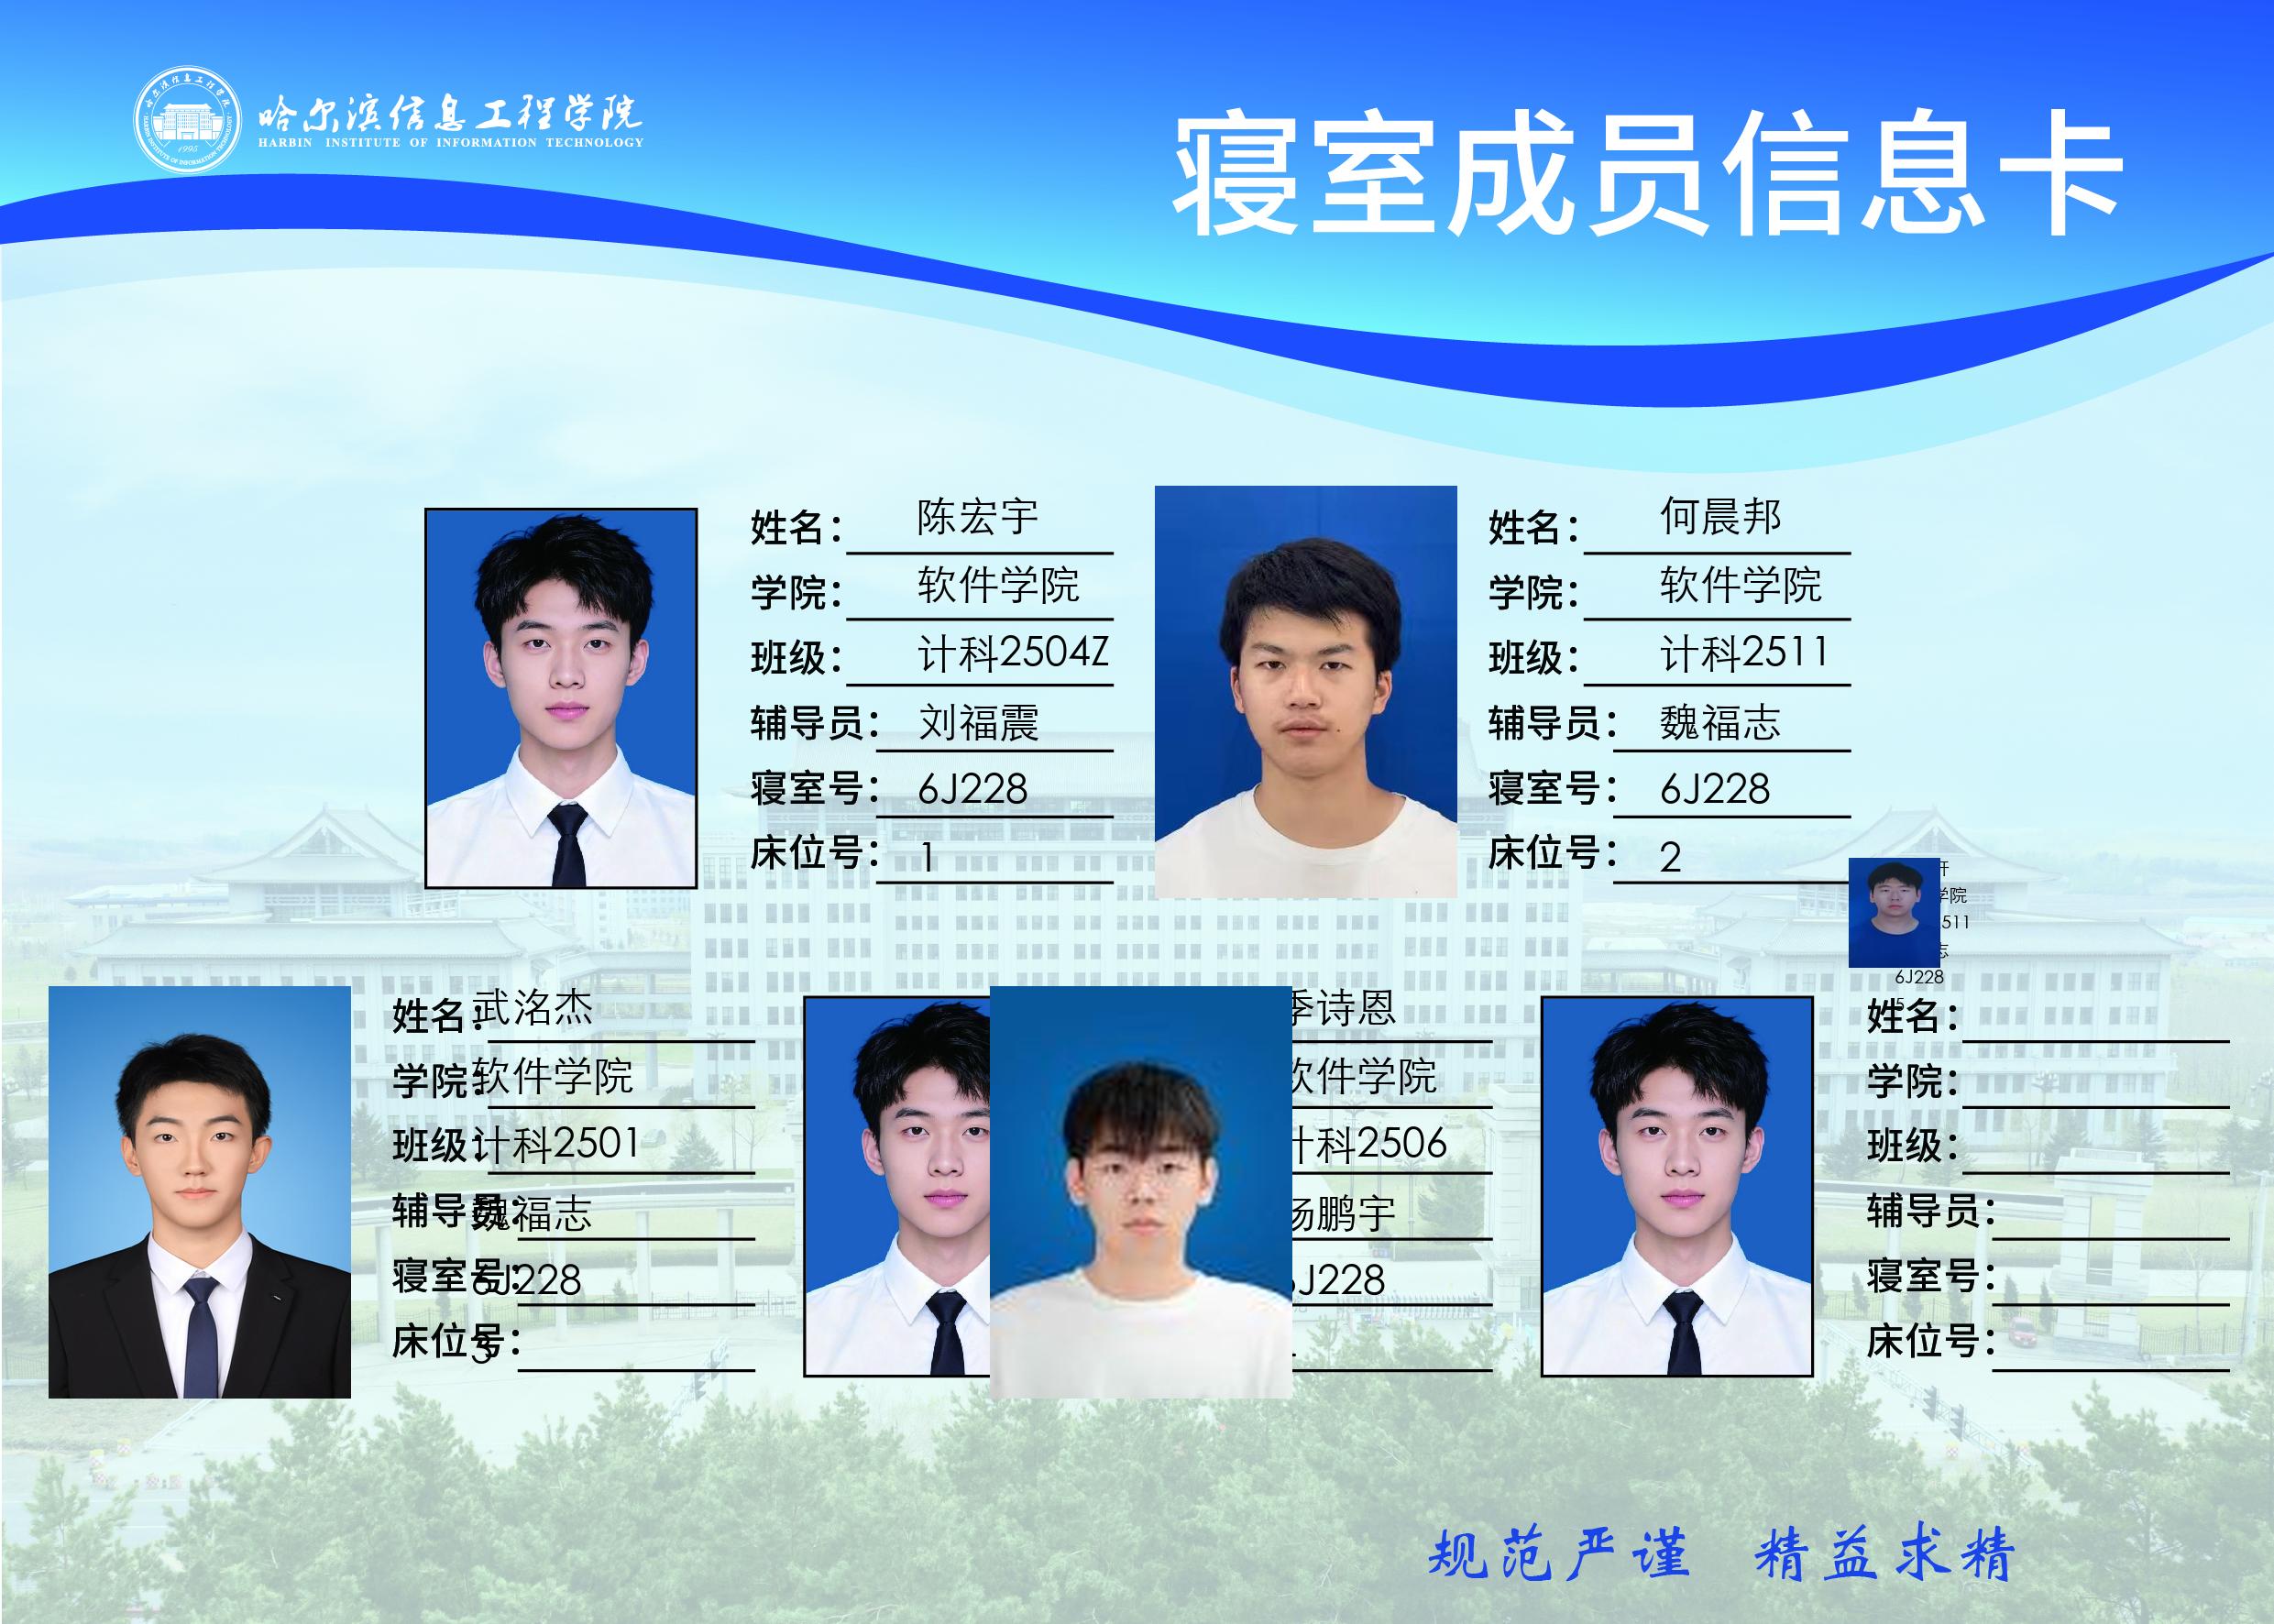 哈尔滨信息工程学院
HARBIN INSTITUTE OF INFORMATION TECHNOLOGY
1995
寝室成员信息卡
姓名： 陈宏宇
学院： 软件学院
班级： 计科2504Z
辅导员： 刘福震
寝室号： 6J228
床位号： 1
姓名： 何晨邦
学院： 软件学院
班级： 计科2511
辅导员： 魏福志
寝室号： 6J228
床位号： 2
学院
511
志
6J228
姓名： 武洺杰
学院： 软件学院
班级： 计科2501
辅导员： 魏福志
寝室号： 6J228
床位号： 3
季诗恩
软件学院
计科2506
杨鹏宇
6J228
姓名：
学院：
班级：
辅导员：
寝室号：
床位号：
规范严谨 精益求精